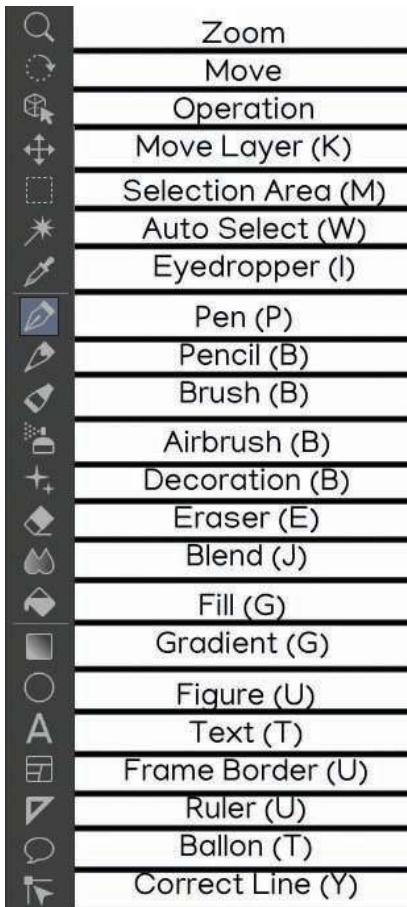 Zoom
Move
Operation
Move Layer (K)
Selection Area (M)
Auto Select (W)
Eyedropper (I)
Pen (P)
Pencil (B)
Brush (B)
Airbrush (B)
Decoration (B)
Eraser (E)
Blend (J)
Fill (G)
Gradient (G)
Figure (U)
Text (T)
Frame Border (U)
Ruler (U)
Ballon (T)
Correct Line (Y)